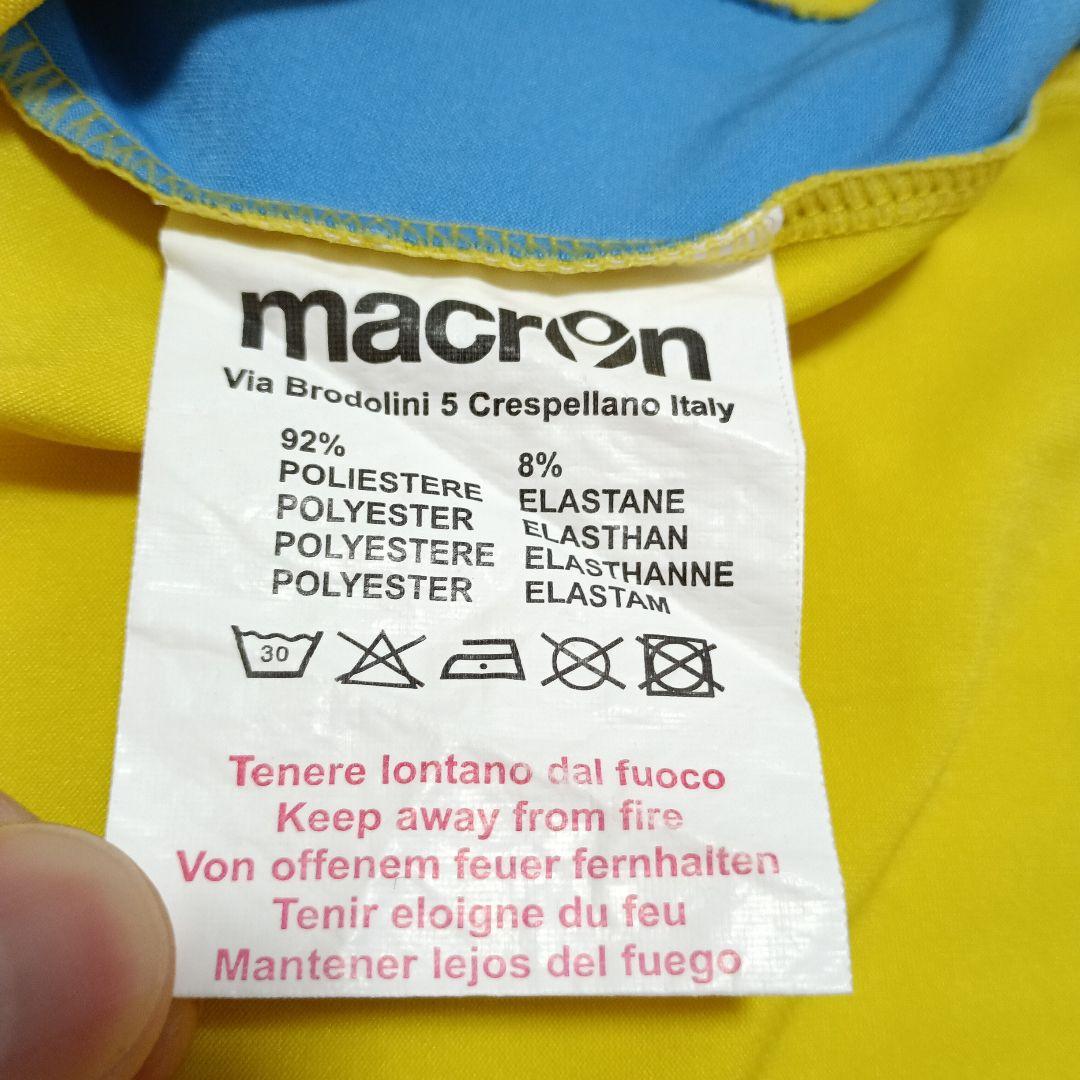 macron
Via Brodolini 5 Crespellano Italy
92%
POLIESTERE
POLYESTER
POLYESTERE
POLYESTER
8%
ELASTANE
ELASTHAN
ELASTHANNE
ELASTAM
30
Tenere lontano dal fuoco
Keep away from fire
Von offenem feuer fernhalten
Tenir eloigne du feu
Mantener lejos del fuego